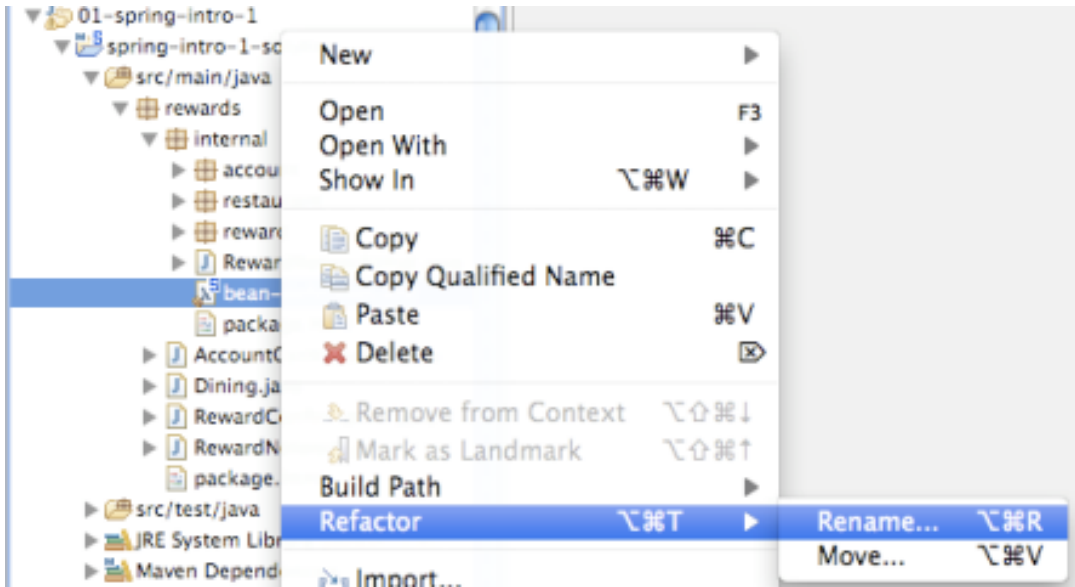 01-spring-intro-1
spring-intro-1-so
src/main/java
rewards
internal
accou
restau
reward
Rewar
bean-
packa
AccountC
Dining.ja
RewardC
RewardN
package.
src/test/java
JRE System Libr
Maven Depend
New
Open F3
Open With
Show In ⌥⌘W
Copy ⌘C
Copy Qualified Name
Paste ⌘V
Delete ⌦
Remove from Context ⌥⇧⌘↓
Mark as Landmark ⌥⇧⌘↑
Build Path
Refactor ⌥⌘T
Import...
Rename... ⌥⌘R
Move... ⌥⌘V